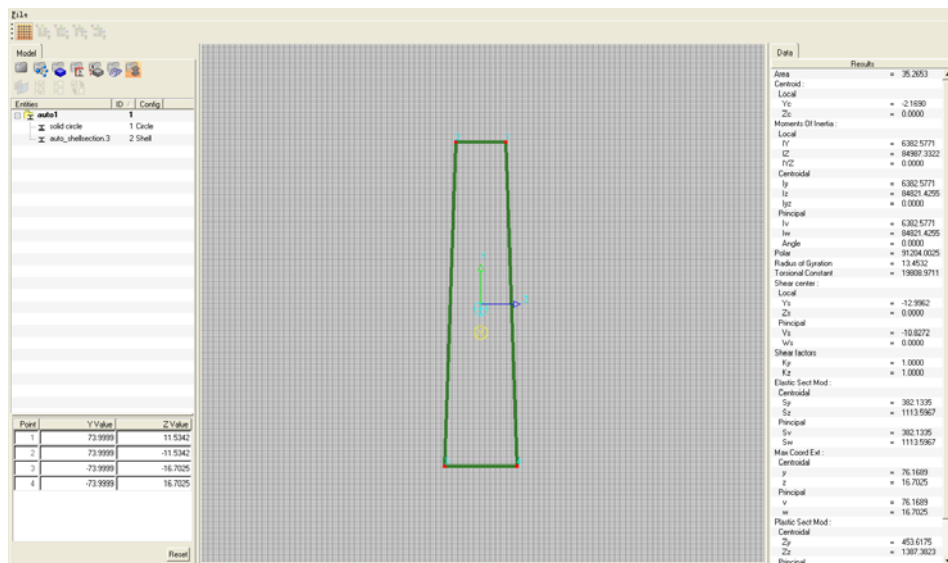 File
Model
Entities ID / Config
auto1 1
solid circle 1 Circle
auto_shellsection.3 2 Shell
Point Y Value Z Value
1 73.9999 11.5342
2 73.9999 -11.5342
3 -73.9999 -16.7025
4 -73.9999 16.7025
Reset
Data
Results
Area = 35.2653
Centroid :
Local
Yc = -2.1690
Zc = 0.0000
Moments Of Inertia :
Local
IY = 6382.5771
IZ = 84987.3322
IYZ = 0.0000
Centroidal
Iy = 6382.5771
Iz = 84821.4255
Iyz = 0.0000
Principal
Iv = 6382.5771
Iw = 84821.4255
Angle = 0.0000
Polar = 91204.0025
Radius of Gyration = 13.4532
Torsional Constant = 19808.9711
Shear center :
Local
Ys = -12.9962
Zs = 0.0000
Principal
Vs = -10.8272
Ws = 0.0000
Shear factors
Ky = 1.0000
Kz = 1.0000
Elastic Sect Mod :
Centroidal
Sy = 382.1335
Sz = 1113.5967
Principal
Sv = 382.1335
Sw = 1113.5967
Max Coord Ext :
Centroidal
y = 76.1689
z = 16.7025
Principal
v = 76.1689
w = 16.7025
Plastic Sect Mod :
Centroidal
Zy = 453.6175
Zz = 1387.3823
Principal